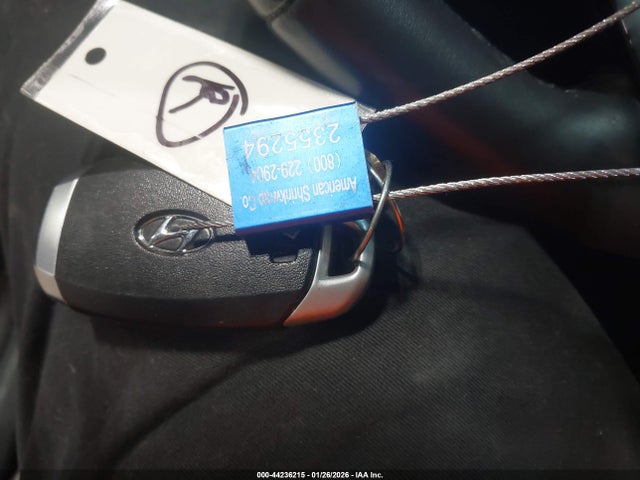 R
American Shrinkwrap Co
(800) 229-2904
2355294
000-44236215 - 01/26/2026 - IAA Inc.